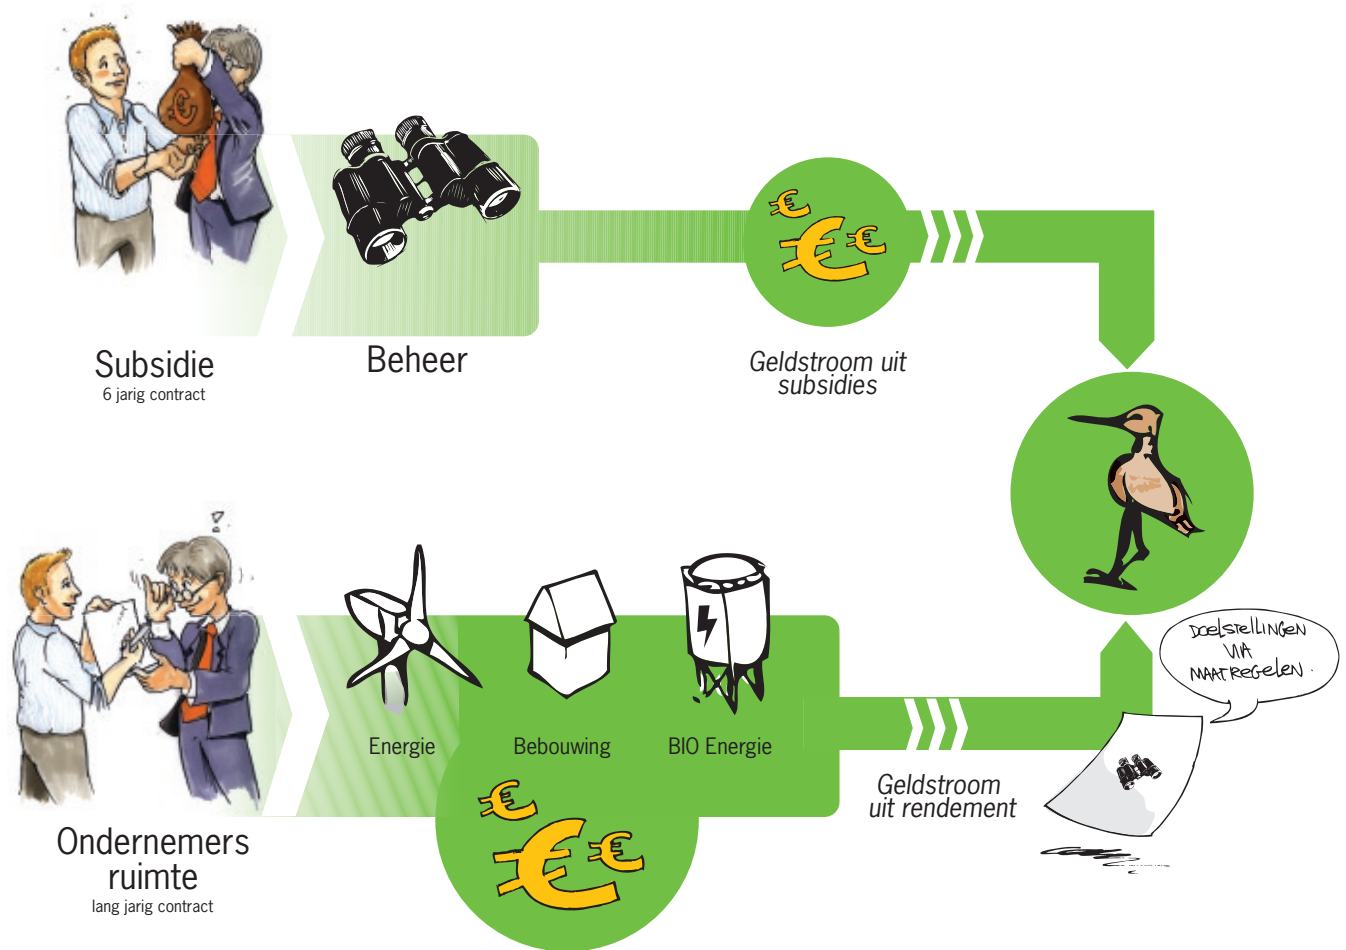 Subsidie
6 jarig contract
Beheer
Geldstroom uit
subsidies
DOELSTELLINGEN
VIA
MAATREGELEN.
Energie
Bebouwing
BIO Energie
Geldstroom
uit rendement
Ondernemers
ruimte
lang jarig contract